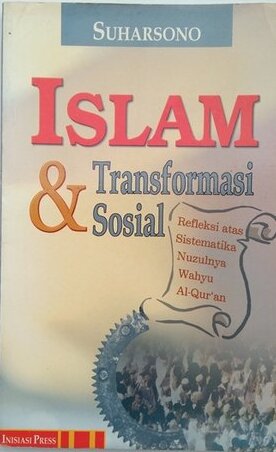 SUHARSONO
ISLAM
& Transformasi
Sosial
Refleksi atas
Sistematika
Nuzulnya
Wahyu
Al-Qur'an
INISIASI PRESS